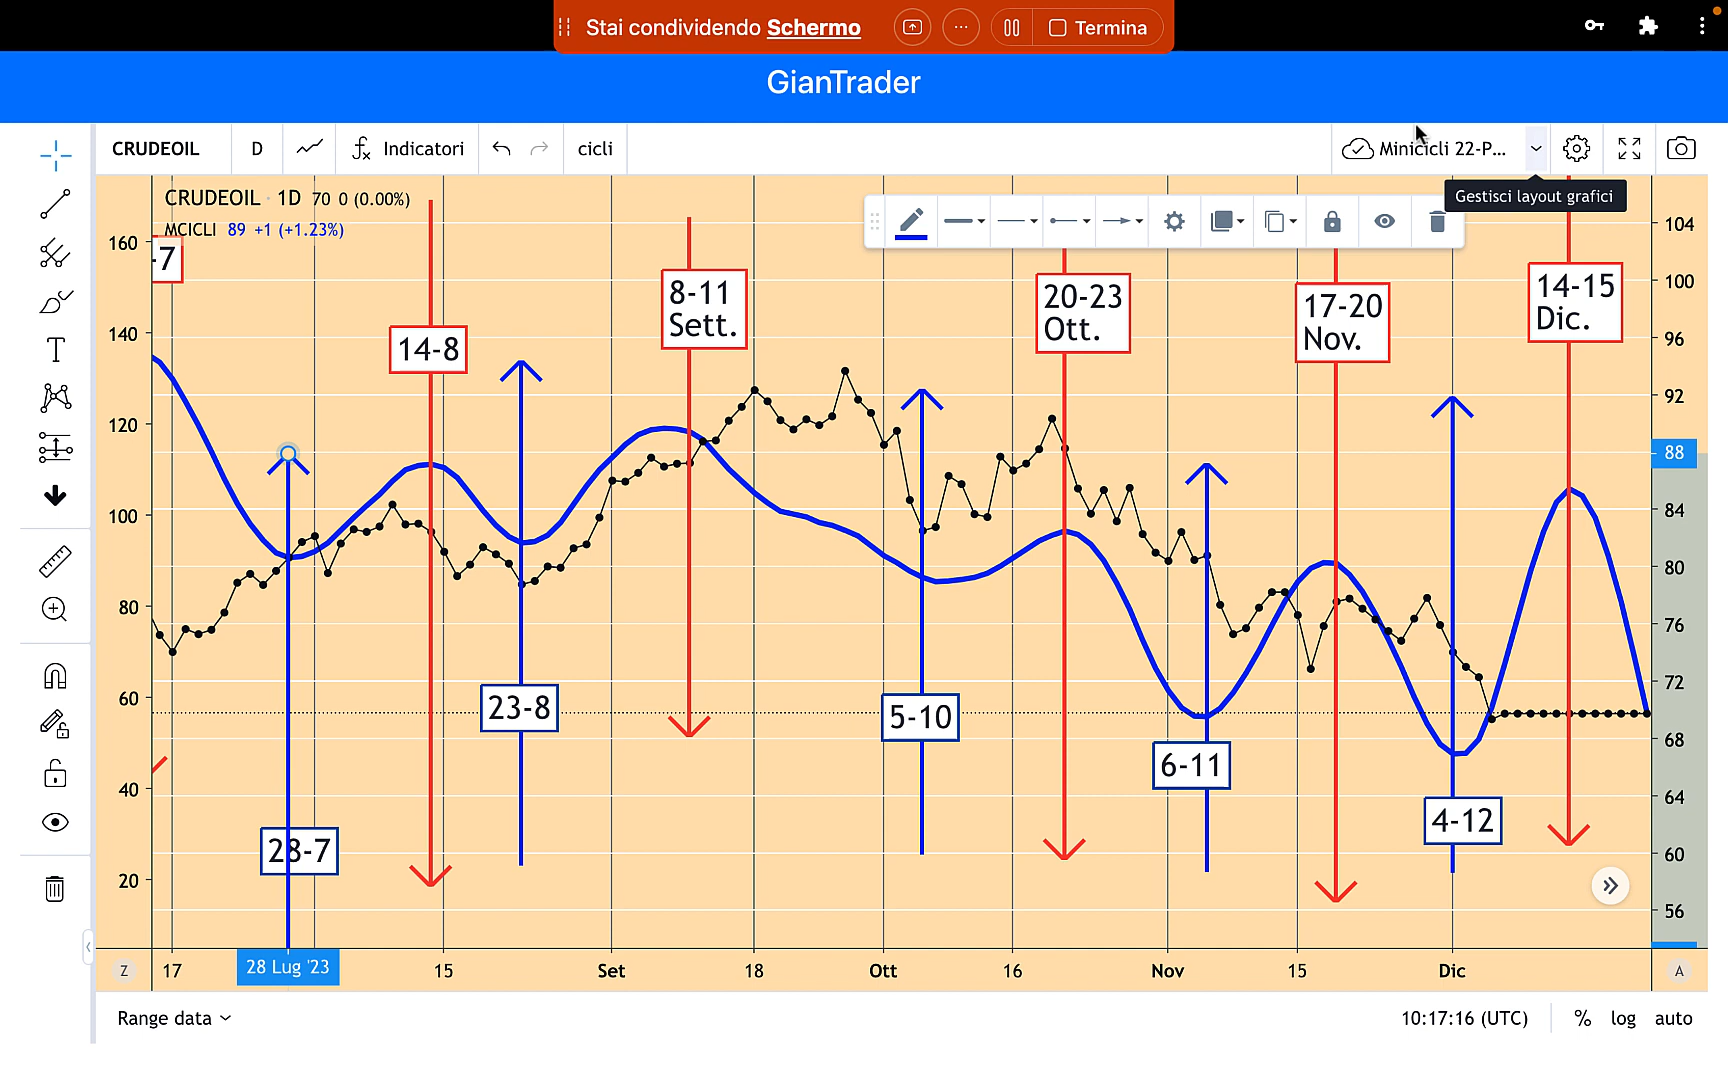 Stai condividendo Schermo
Termina
GianTrader
CRUDEOIL
D
Indicatori
cicli
Minicicli 22-P...
Gestisci layout grafici
CRUDEOIL · 1D 70 0 (0.00%)
MCICLI 89 +1 (+1.23%)
-7
14-8
8-11
Sett.
20-23
Ott.
17-20
Nov.
14-15
Dic.
23-8
5-10
6-11
4-12
28-7
160
140
120
100
80
60
40
20
104
100
96
92
88
84
80
76
72
68
64
60
56
Z
17
28 Lug '23
15
Set
18
Ott
16
Nov
15
Dic
A
Range data
10:17:16 (UTC)
%
log
auto